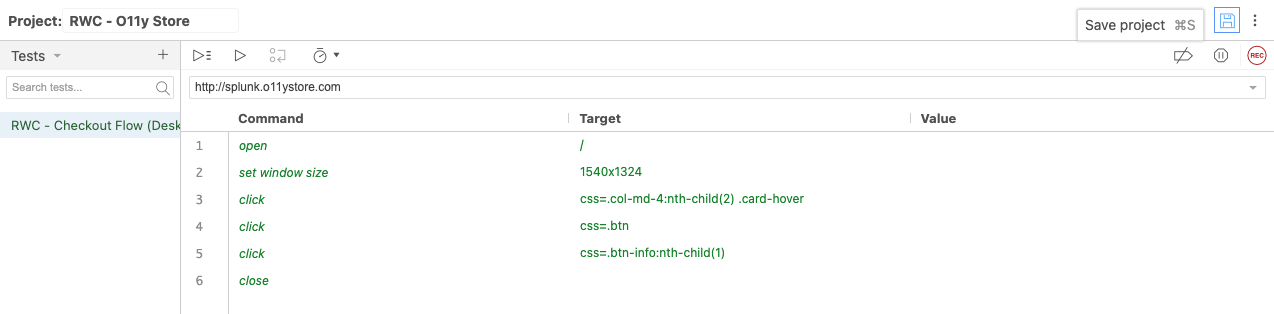 Project: RWC - O11y Store
Save project ⌘S
Tests
REC
Search tests...
http://splunk.o11ystore.com
RWC - Checkout Flow (Desk
Command Target Value
1 open /
2 set window size 1540x1324
3 click css=.col-md-4:nth-child(2) .card-hover
4 click css=.btn
5 click css=.btn-info:nth-child(1)
6 close